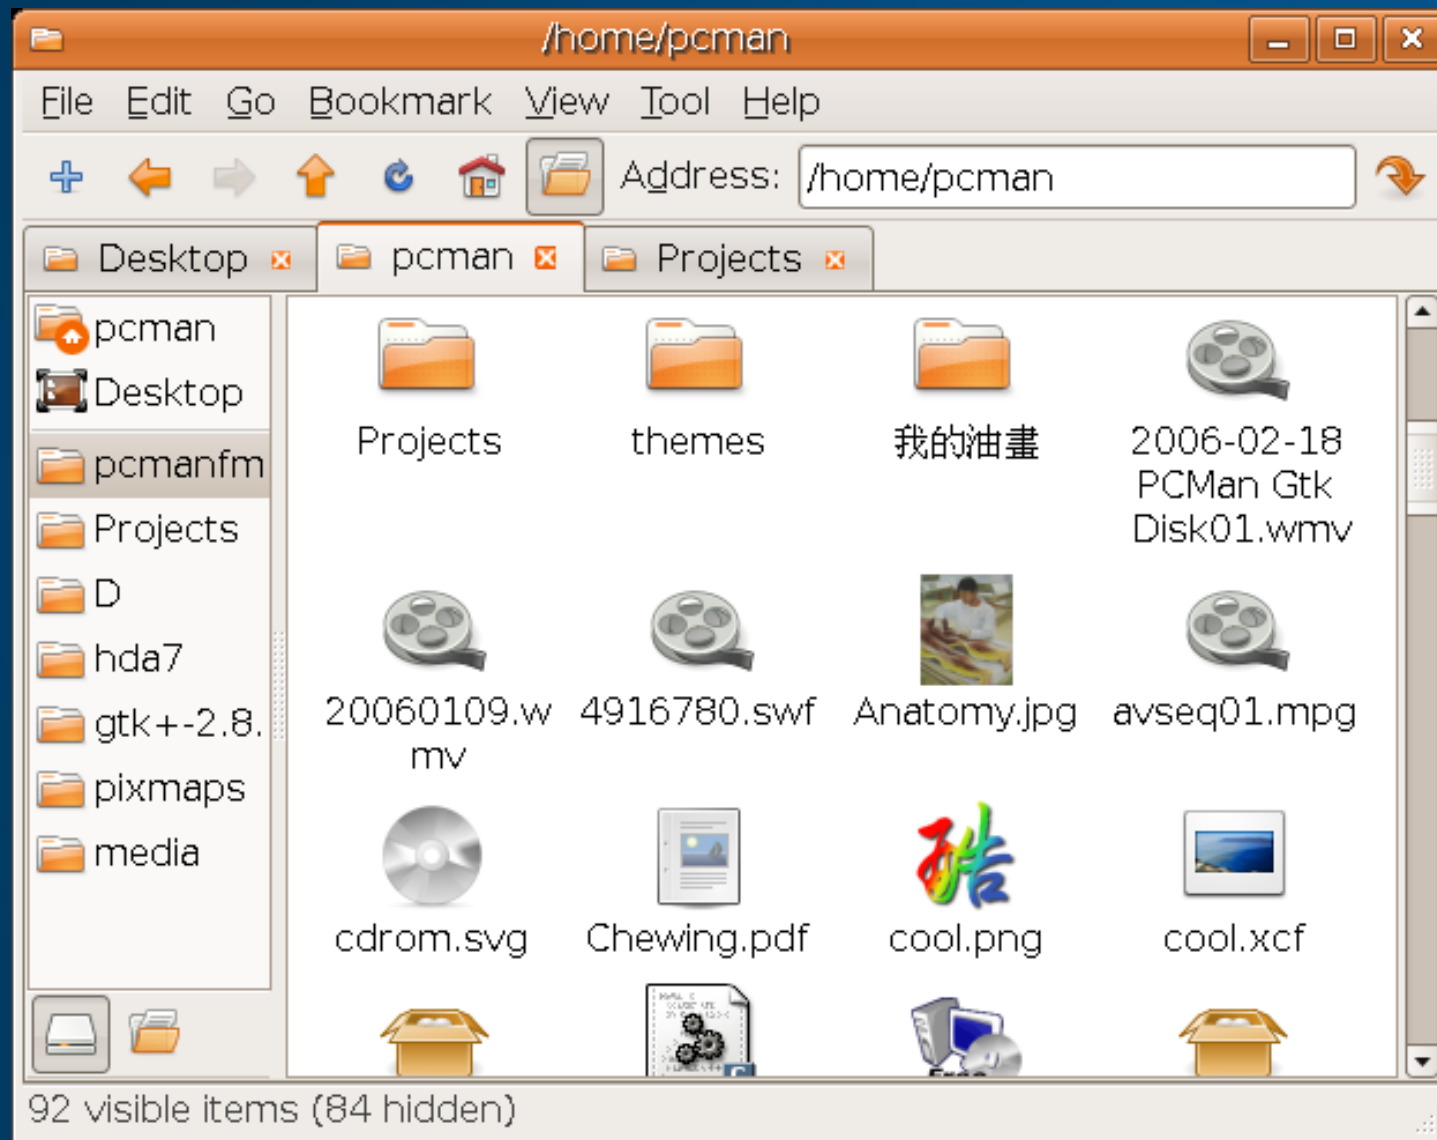 /home/pcman
File Edit Go Bookmark View Tool Help
Address: /home/pcman
Desktop pcman Projects
pcman
Desktop
pcmanfm
Projects
D
hda7
gtk+-2.8.
pixmaps
media
Projects themes 我的油畫 2006-02-18
PCMan Gtk
Disk01.wmv
20060109.w 4916780.swf Anatomy.jpg avseq01.mpg
mv
酷
cdrom.svg Chewing.pdf cool.png cool.xcf
92 visible items (84 hidden)